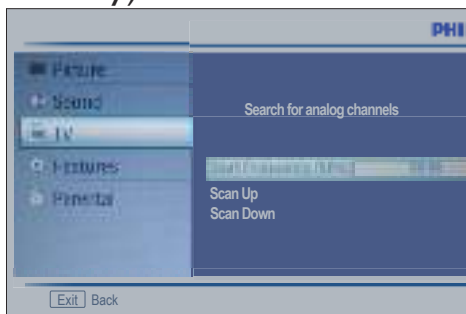 PHI
Picture
Sound
Search for analog channels
TV
Features
Scan Up
Scan Down
Exit Back